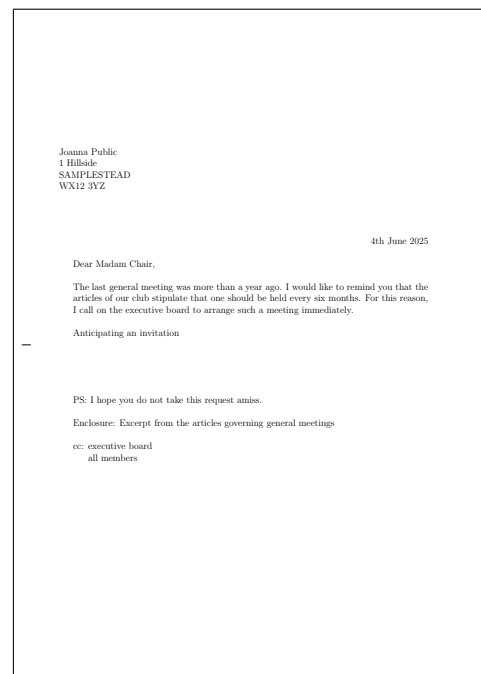 Joanna Public
1 Hillside
SAMPLESTEAD
WX12 3YZ
4th June 2025
Dear Madam Chair,
The last general meeting was more than a year ago. I would like to remind you that the
articles of our club stipulate that one should be held every six months. For this reason,
I call on the executive board to arrange such a meeting immediately.
Anticipating an invitation
PS: I hope you do not take this request amiss.
Enclosure: Excerpt from the articles governing general meetings
cc: executive board
all members